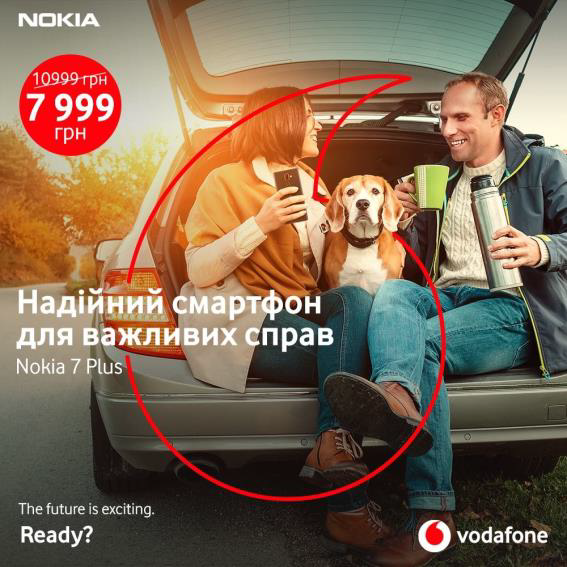 NOKIA
10999 грн
7 999
грн
Надійний смартфон
для важливих справ
Nokia 7 Plus
The future is exciting.
Ready?
vodafone